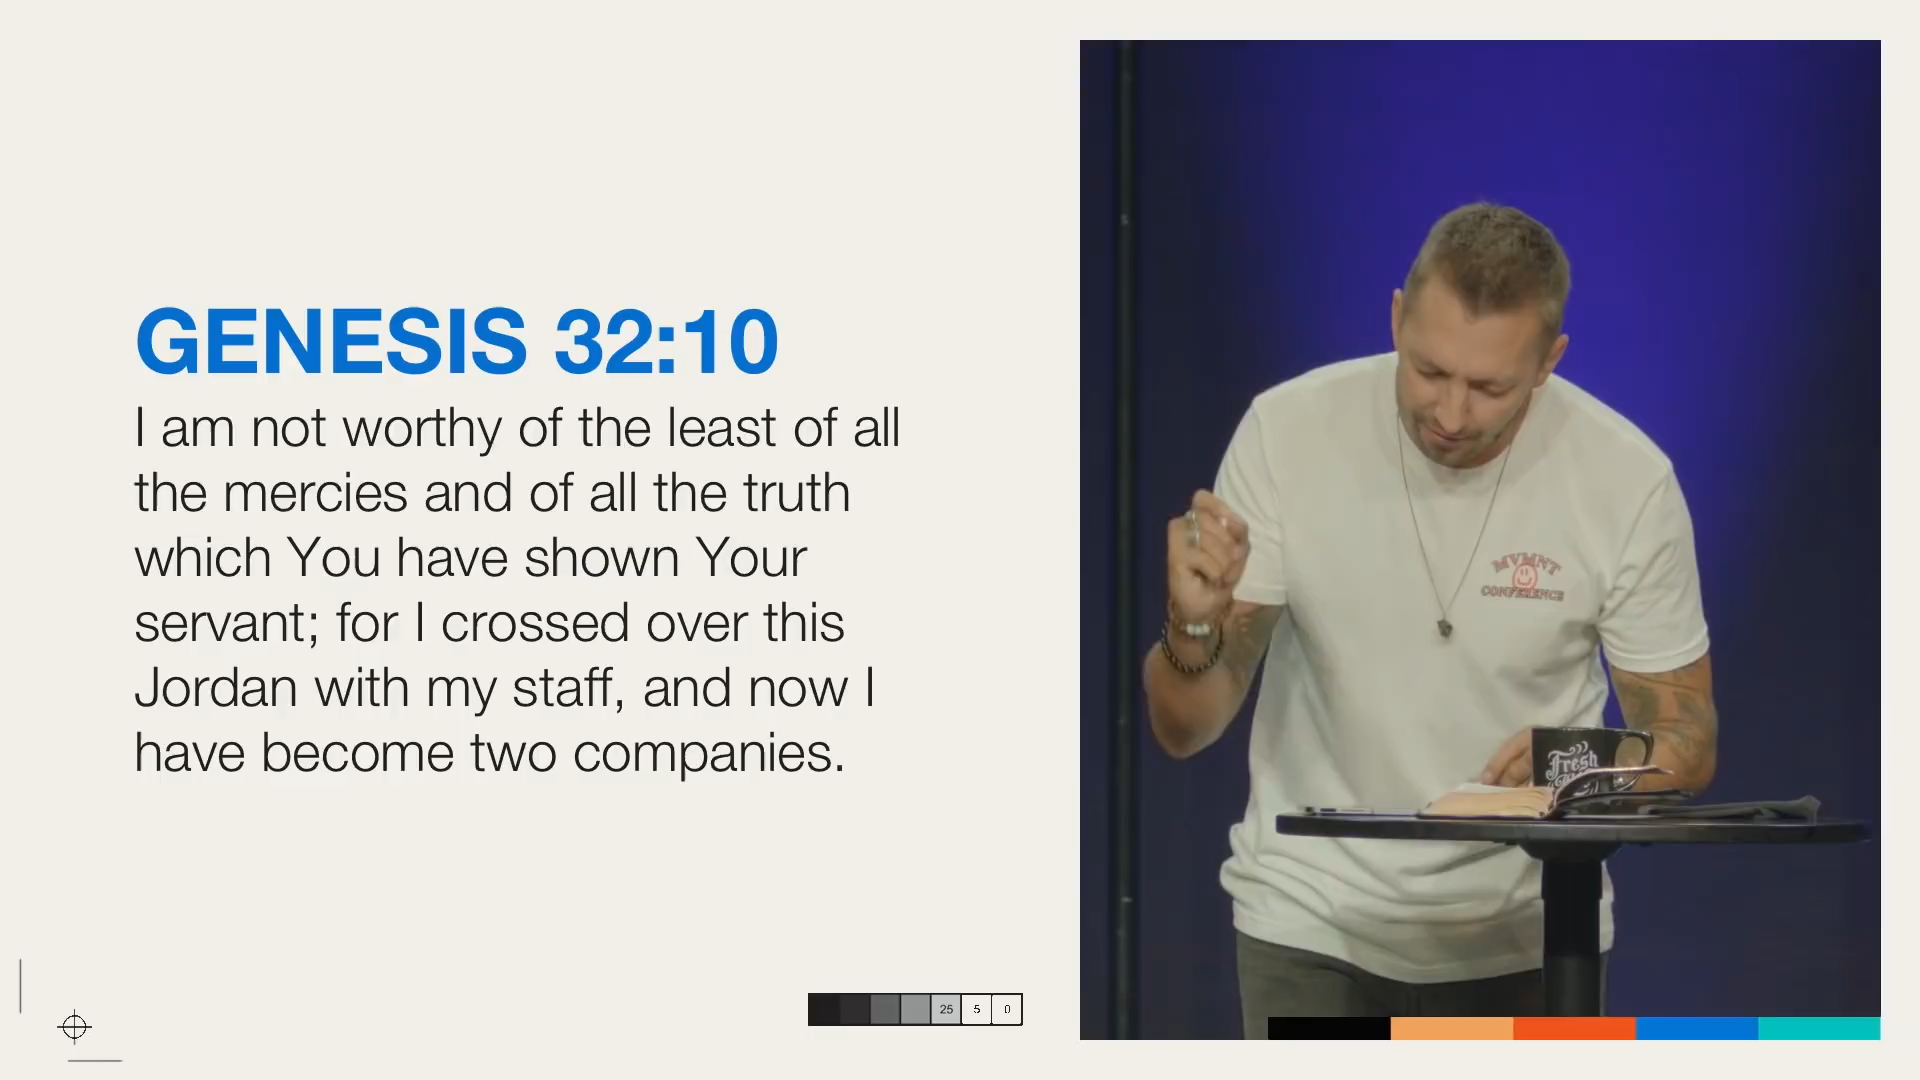 GENESIS 32:10
I am not worthy of the least of all
the mercies and of all the truth
which You have shown Your
servant; for I crossed over this
Jordan with my staff, and now I
have become two companies.
25 5 0
MVMNT
CONFERENCE
Fresh